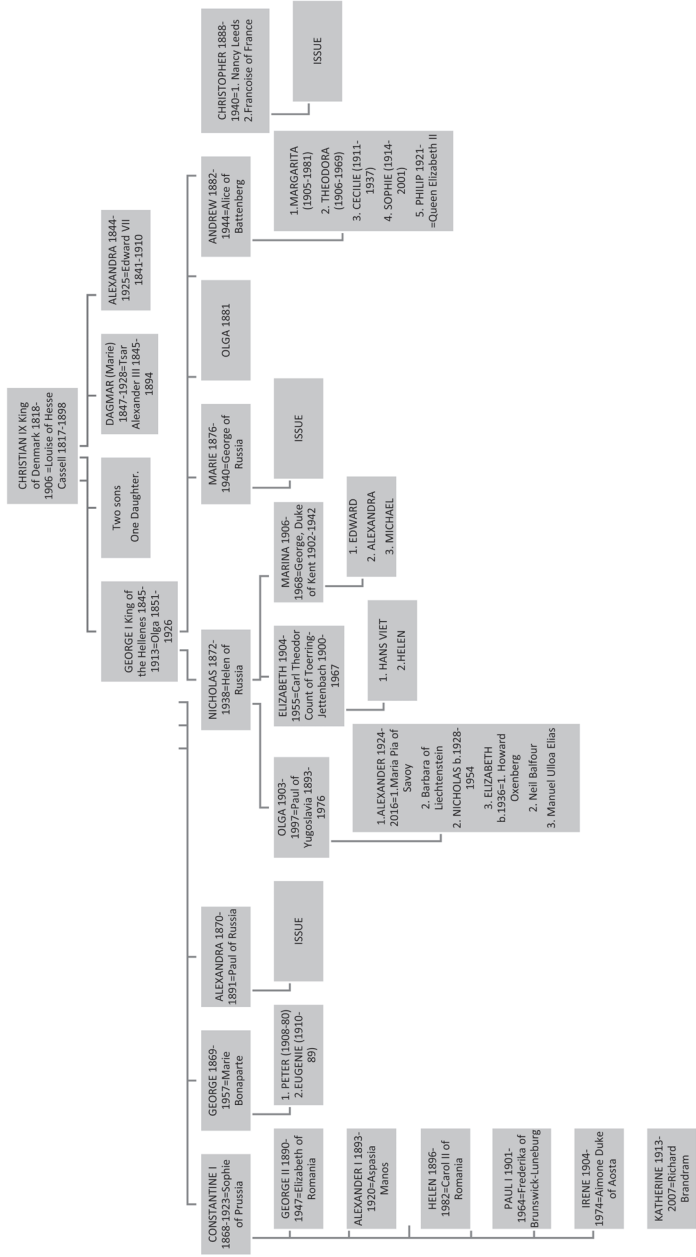 CHRISTIAN IX King
of Denmark 1818-
1906 =Louise of Hesse
Cassell 1817-1898
GEORGE I King of
the Hellenes 1845-
1913=Olga 1851-
1926
Two sons
One Daughter.
DAGMAR (Marie)
1847-1928=Tsar
Alexander III 1845-
1894
ALEXANDRA 1844-
1925=Edward VII
1841-1910
CONSTANTINE I
1868-1923=Sophie
of Prussia
GEORGE 1869-
1957=Marie
Bonaparte
ALEXANDRA 1870-
1891=Paul of Russia
NICHOLAS 1872-
1938=Helen of
Russia
MARIE 1876-
1940=George of
Russia
OLGA 1881
ANDREW 1882-
1944=Alice of
Battenberg
CHRISTOPHER 1888-
1940=1. Nancy Leeds
2.Francoise of France
GEORGE II 1890-
1947=Elizabeth of
Romania
ALEXANDER I 1893-
1920=Aspasia
Manos
HELEN 1896-
1982=Carol II of
Romania
PAUL I 1901-
1964=Frederika of
Brunswick-Luneburg
IRENE 1904-
1974=Aimone Duke
of Aosta
KATHERINE 1913-
2007=Richard
Brandram
1. PETER (1908-80)
2.EUGENIE (1910-
89)
ISSUE
OLGA 1903-
1997=Paul of
Yugoslavia 1893-
1976
1.ALEXANDER 1924-
2016=1.Maria Pia of
Savoy
2. Barbara of
Liechtenstein
2. NICHOLAS b.1928-
1954
3. ELIZABETH
b.1936=1. Howard
Oxenberg
2. Neil Balfour
3. Manuel Ulloa Elias
ELIZABETH 1904-
1955=Carl Theodor
Count of Toerring-
Jettenbach 1900-
1967
1. HANS VIET
2.HELEN
MARINA 1906-
1968=George, Duke
of Kent 1902-1942
1. EDWARD
2. ALEXANDRA
3. MICHAEL
ISSUE
1.MARGARITA
(1905-1981)
2. THEODORA
(1906-1969)
3. CECILIE (1911-
1937)
4. SOPHIE (1914-
2001)
5. PHILIP 1921-
=Queen Elizabeth II
ISSUE